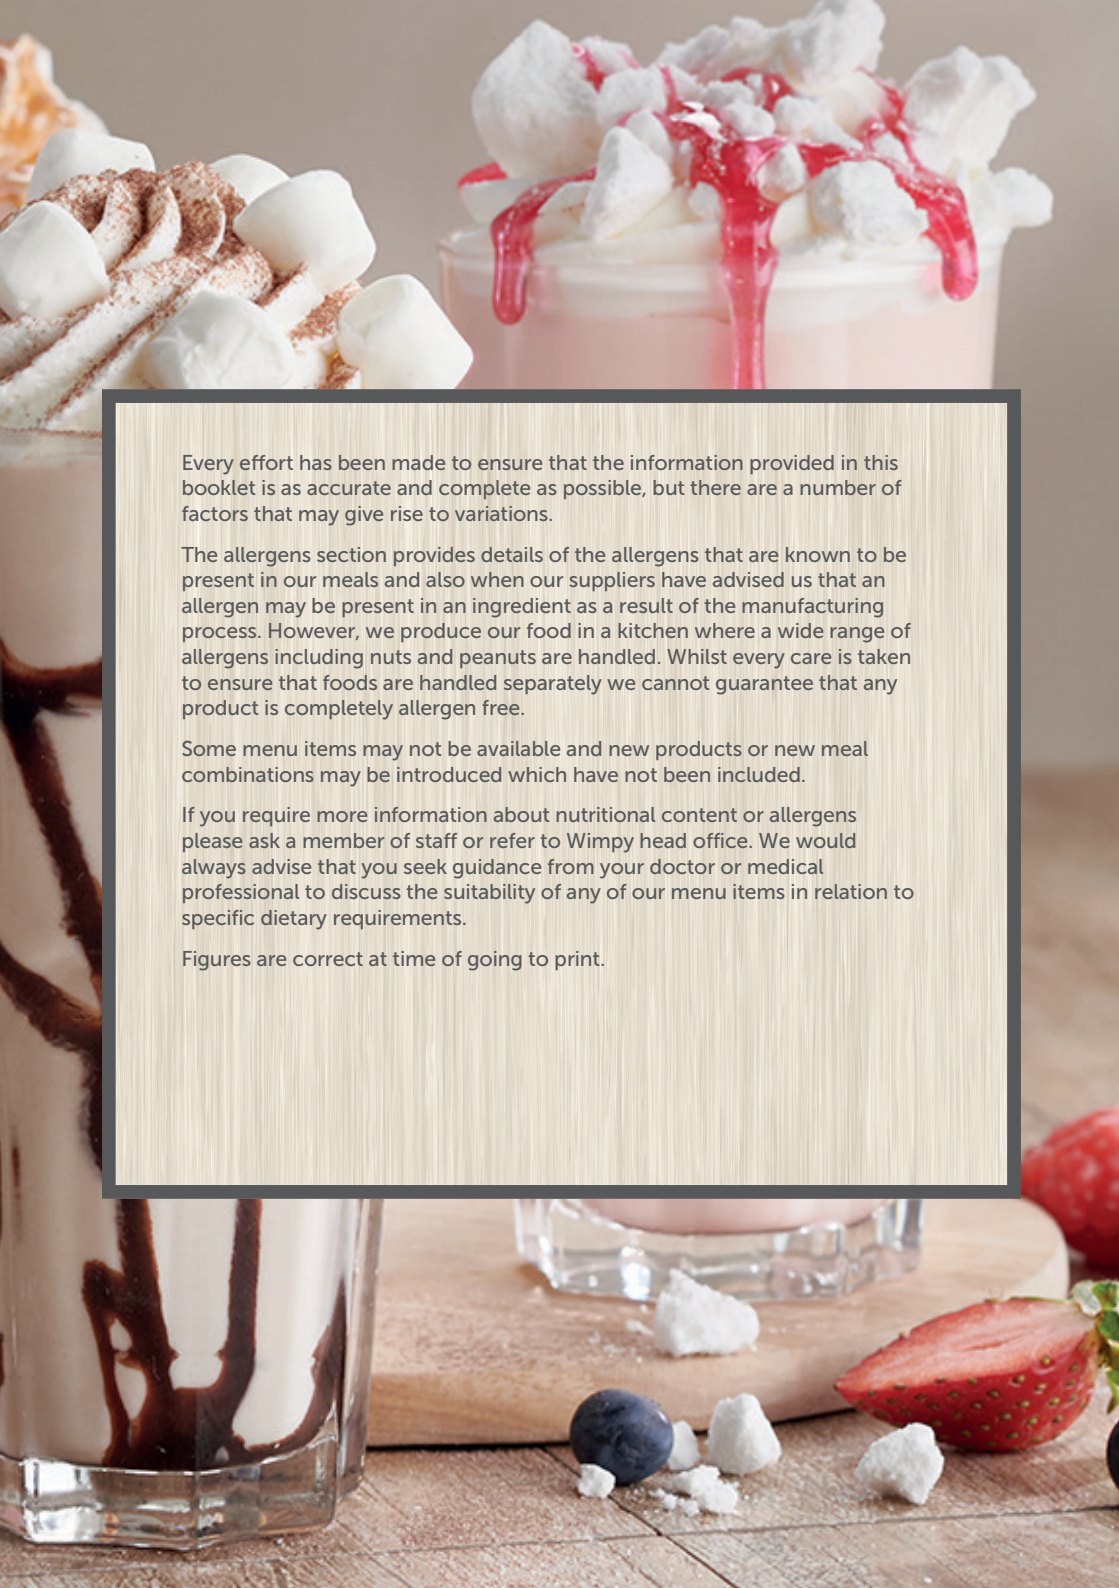 Every effort has been made to ensure that the information provided in this
booklet is as accurate and complete as possible, but there are a number of
factors that may give rise to variations.
The allergens section provides details of the allergens that are known to be
present in our meals and also when our suppliers have advised us that an
allergen may be present in an ingredient as a result of the manufacturing
process. However, we produce our food in a kitchen where a wide range of
allergens including nuts and peanuts are handled. Whilst every care is taken
to ensure that foods are handled separately we cannot guarantee that any
product is completely allergen free.
Some menu items may not be available and new products or new meal
combinations may be introduced which have not been included.
If you require more information about nutritional content or allergens
please ask a member of staff or refer to Wimpy head office. We would
always advise that you seek guidance from your doctor or medical
professional to discuss the suitability of any of our menu items in relation to
specific dietary requirements.
Figures are correct at time of going to print.